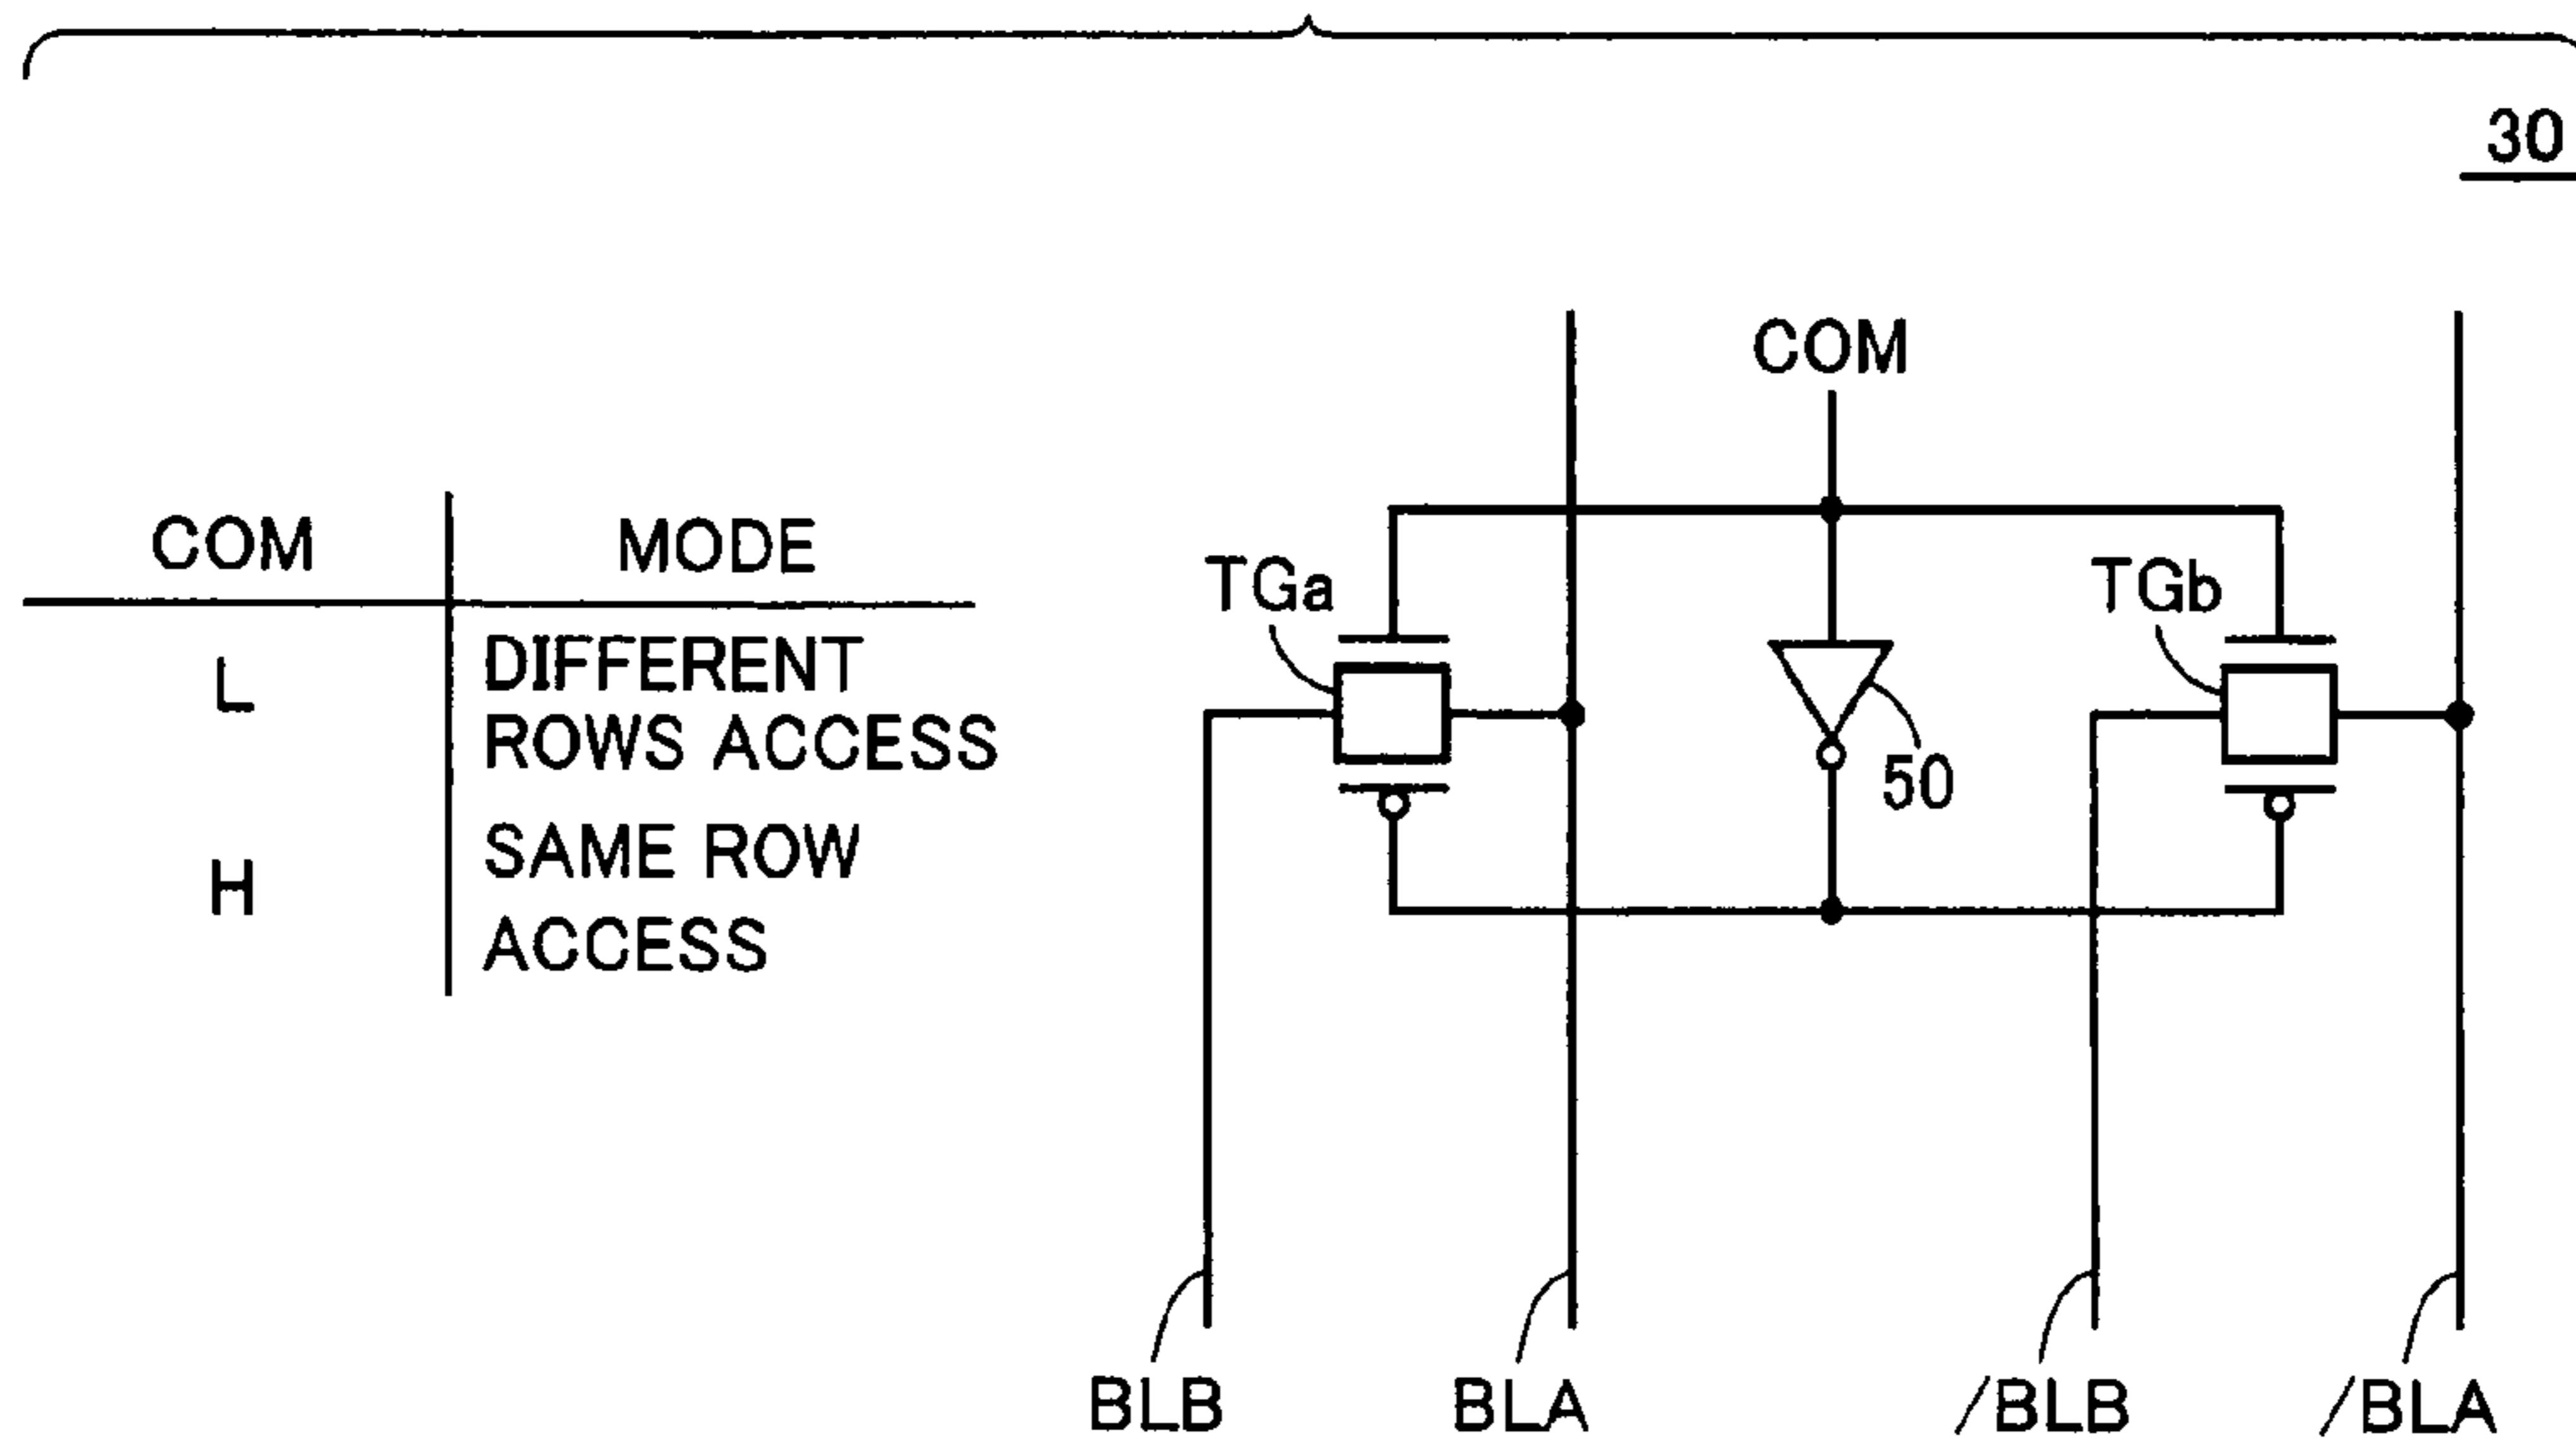 30
COM MODE
L DIFFERENT
ROWS ACCESS
H SAME ROW
ACCESS
COM
TGa
TGb
50
BLB BLA /BLB /BLA